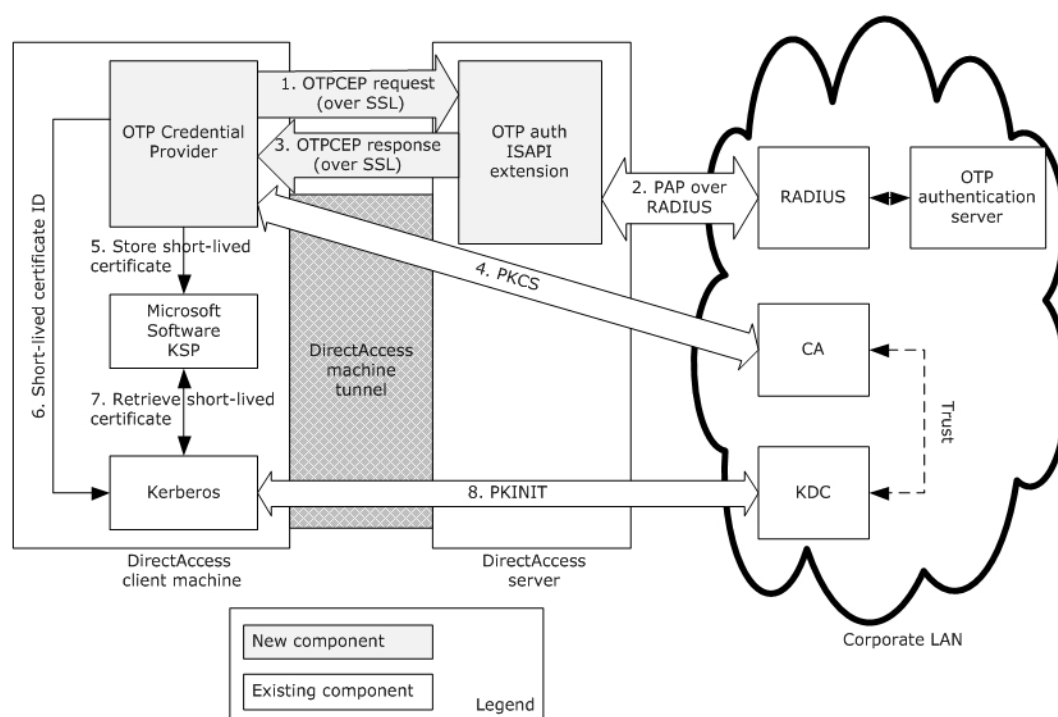 1. OTPCEP request
(over SSL)
OTP Credential
Provider
3. OTPCEP response
(over SSL)
OTP auth
ISAPI
extension
2. PAP over
RADIUS
RADIUS
OTP
authentication
server
6. Short-lived certificate ID
5. Store short-lived
certificate
4. PKCS
Microsoft
Software
KSP
DirectAccess
machine
tunnel
CA
7. Retrieve short-lived
certificate
Trust
Kerberos
8. PKINIT
KDC
DirectAccess
client machine
DirectAccess
server
Corporate LAN
New component
Existing component
Legend